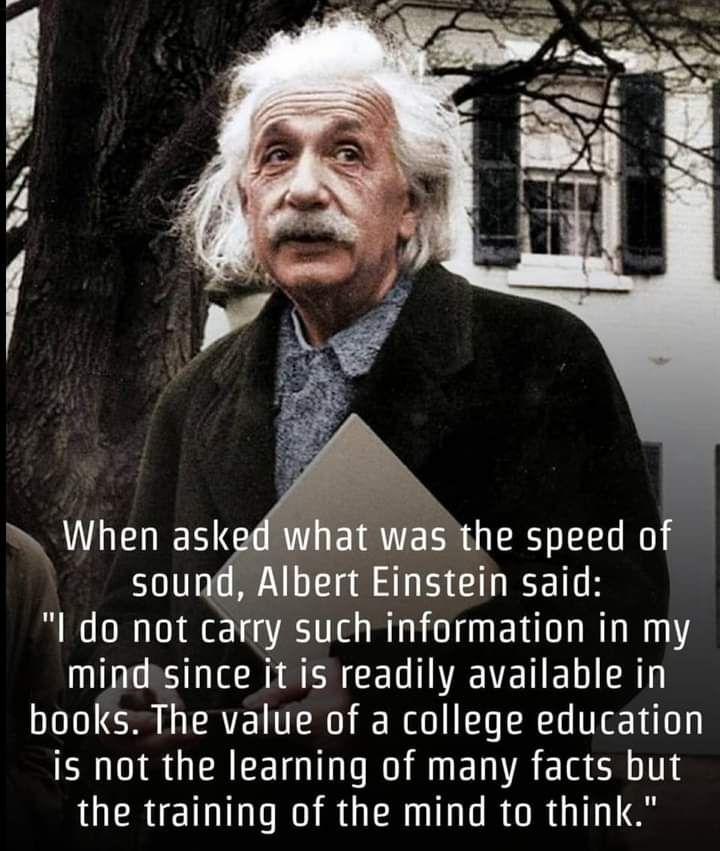 When asked what was the speed of
sound, Albert Einstein said:
"I do not carry such information in my
mind since it is readily available in
books. The value of a college education
is not the learning of many facts but
the training of the mind to think."